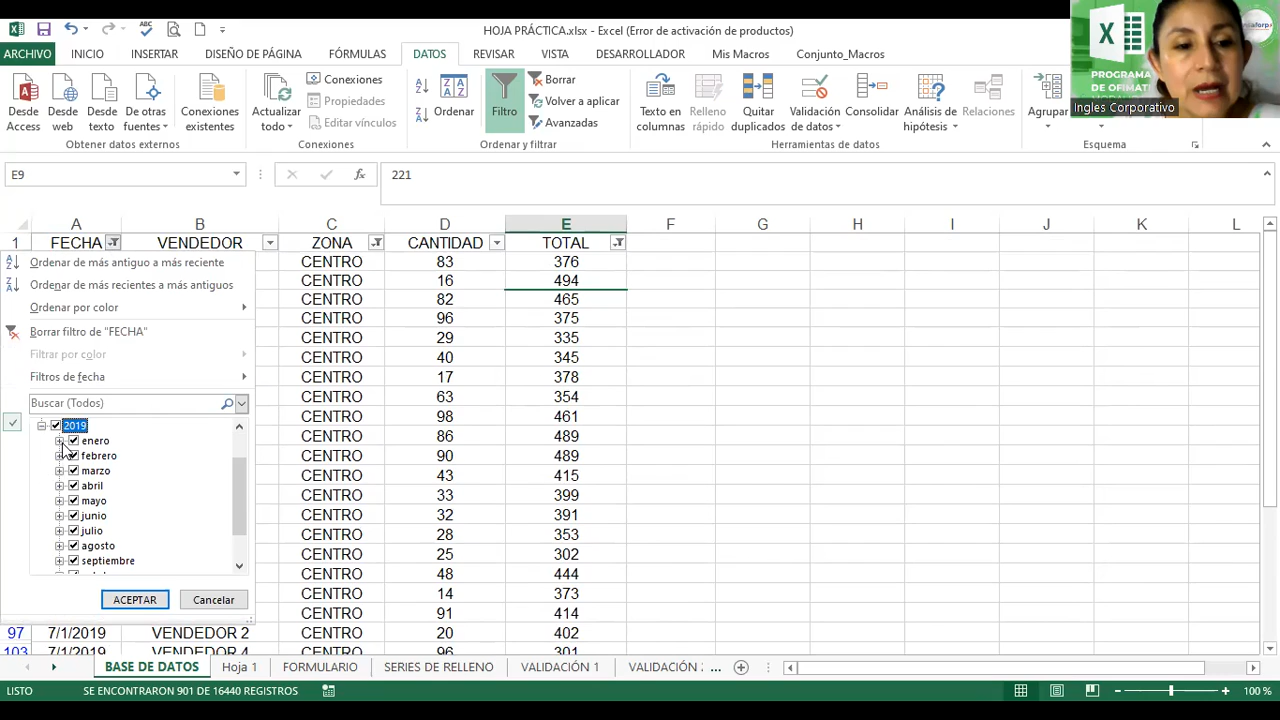 HOJA PRÁCTICA.xlsx - Excel (Error de activación de productos)
ARCHIVO INICIO INSERTAR DISEÑO DE PÁGINA FÓRMULAS DATOS REVISAR VISTA DESARROLLADOR Mis Macros Conjunto_Macros
PROGRAMA
DE OFIMAT
Ingles Corporativo
Desde Access
Desde web
Desde texto
De otras fuentes
Conexiones existentes
Obtener datos externos
Actualizar todo
Conexiones
Propiedades
Editar vínculos
Conexiones
Ordenar
Filtro
Borrar
Volver a aplicar
Avanzadas
Ordenar y filtrar
Texto en columnas
Relleno rápido
Quitar duplicados
Validación de datos
Consolidar
Análisis de hipótesis
Relaciones
Herramientas de datos
Agrupar
Esquema
E9 fx 221
A B C D E F G H I J K L
1 FECHA VENDEDOR ZONA CANTIDAD TOTAL
CENTRO 83 376
CENTRO 16 494
CENTRO 82 465
CENTRO 96 375
CENTRO 29 335
CENTRO 40 345
CENTRO 17 378
CENTRO 63 354
CENTRO 98 461
CENTRO 86 489
CENTRO 90 489
CENTRO 43 415
CENTRO 33 399
CENTRO 32 391
CENTRO 28 353
CENTRO 25 302
CENTRO 48 444
CENTRO 14 373
CENTRO 91 414
97 7/1/2019 VENDEDOR 2 CENTRO 20 402
103 7/1/2019 VENDEDOR 4 CENTRO 96 301
Ordenar de más antiguo a más reciente
Ordenar de más recientes a más antiguos
Ordenar por color
Borrar filtro de "FECHA"
Filtrar por color
Filtros de fecha
Buscar (Todos)
2019
enero
febrero
marzo
abril
mayo
junio
julio
agosto
septiembre
ACEPTAR Cancelar
BASE DE DATOS Hoja 1 FORMULARIO SERIES DE RELLENO VALIDACIÓN 1 VALIDACIÓN ...
LISTO SE ENCONTRARON 901 DE 16440 REGISTROS 100 %